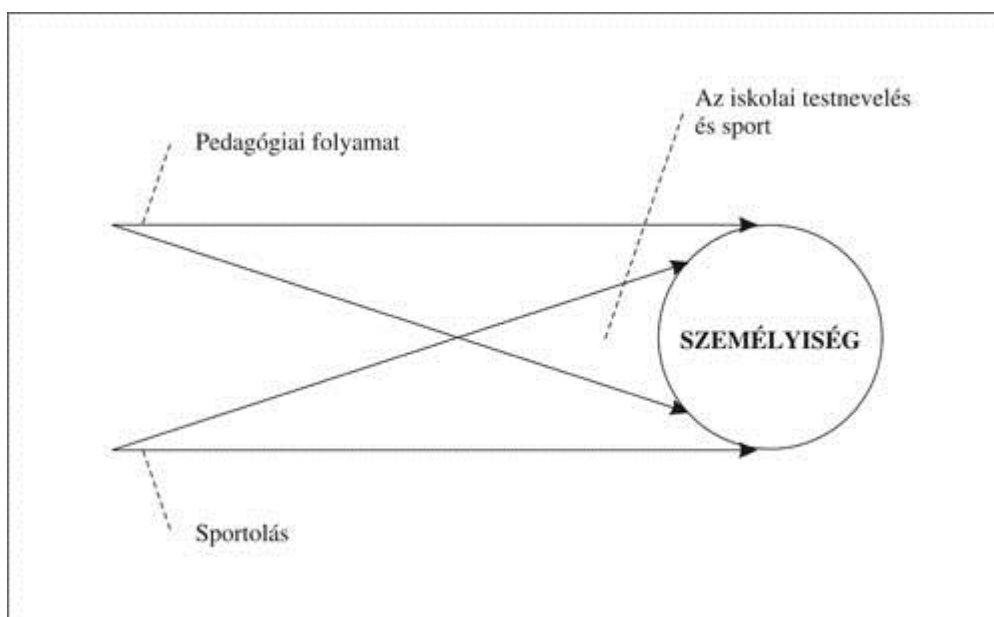 Az iskolai testnevelés
és sport
Pedagógiai folyamat
SZEMÉLYISÉG
Sportolás